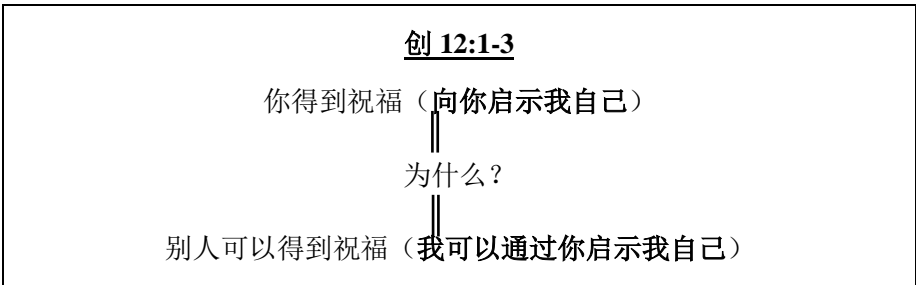 创 12:1-3
你得到祝福（向你启示我自己）
为什么？
别人可以得到祝福（我可以通过你启示我自己）